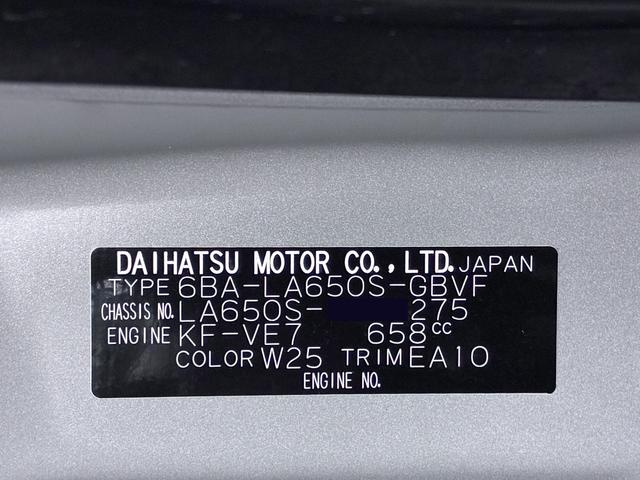 DAIHATSU MOTOR CO., LTD. JAPAN
TYPE 6BA-LA650S-GBVF
CHASSIS NO. LA650S- 275
ENGINE KF-VE7 658cc
COLOR W25 TRIM EA10
ENGINE NO.